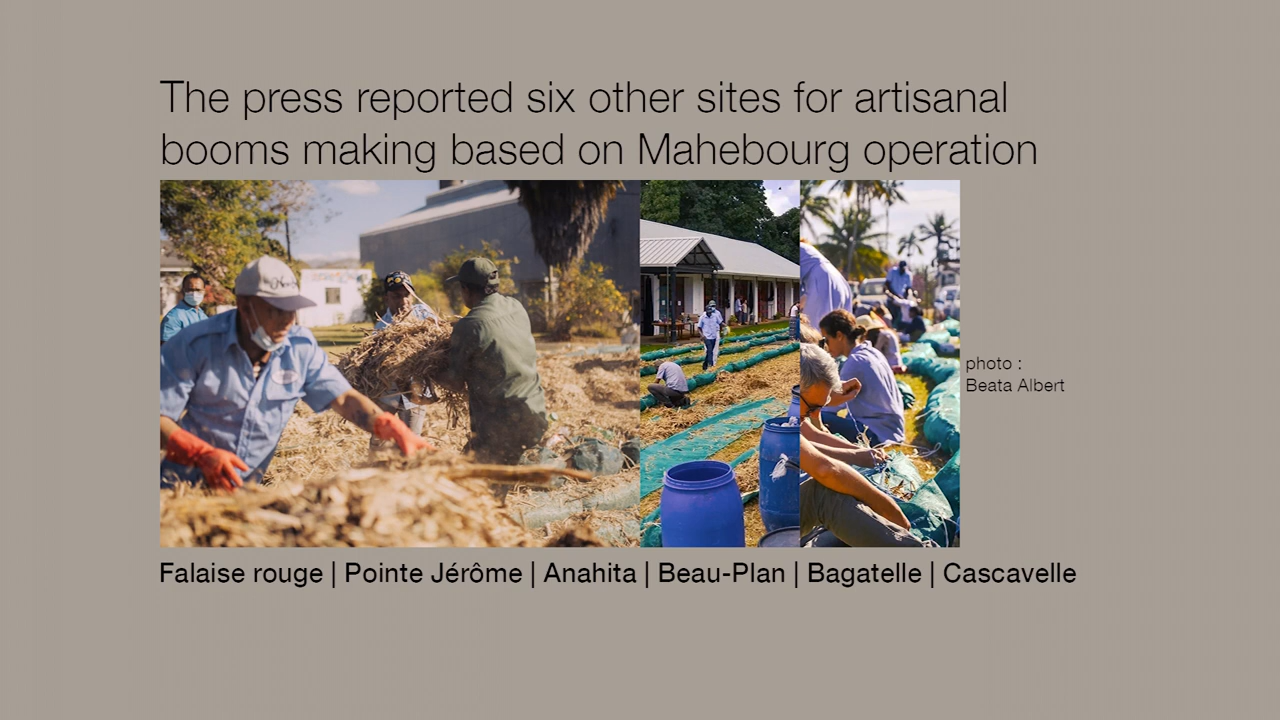 The press reported six other sites for artisanal
booms making based on Mahebourg operation
photo :
Beata Albert
Falaise rouge | Pointe Jérôme | Anahita | Beau-Plan | Bagatelle | Cascavelle